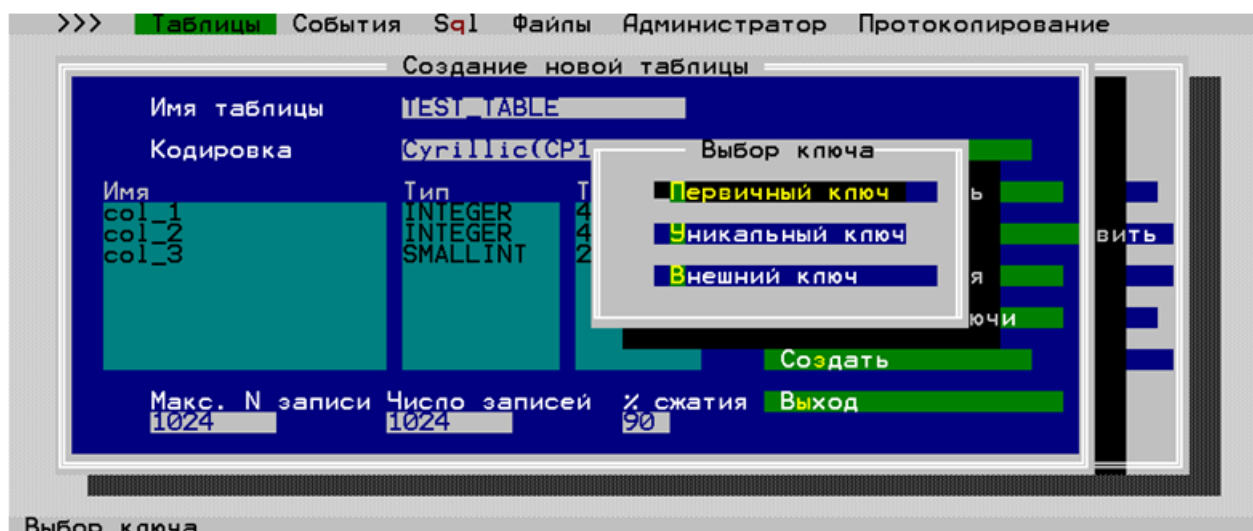 >>> Таблицы События Sql Файлы Администратор Протоколирование
Создание новой таблицы
Имя таблицы TEST_TABLE
Кодировка Cyrillic(CP1
Выбор ключа
Имя Тип Т
Первичный ключ ь
col_1 INTEGER 4
col_2 INTEGER 4
Уникальный ключ вить
col_3 SMALLINT 2
Внешний ключ я
ючи
Создать
Макс. N записи Число записей % сжатия Выход
1024 1024 90
Выбор ключа